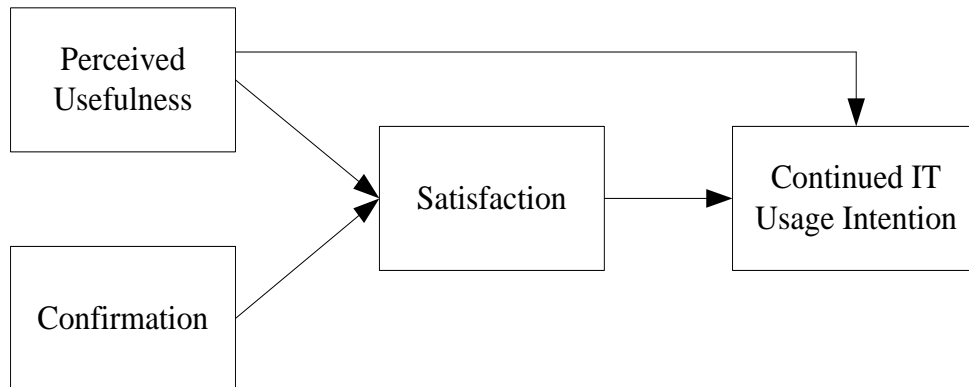 Perceived
Usefulness
Satisfaction
Continued IT
Usage Intention
Confirmation